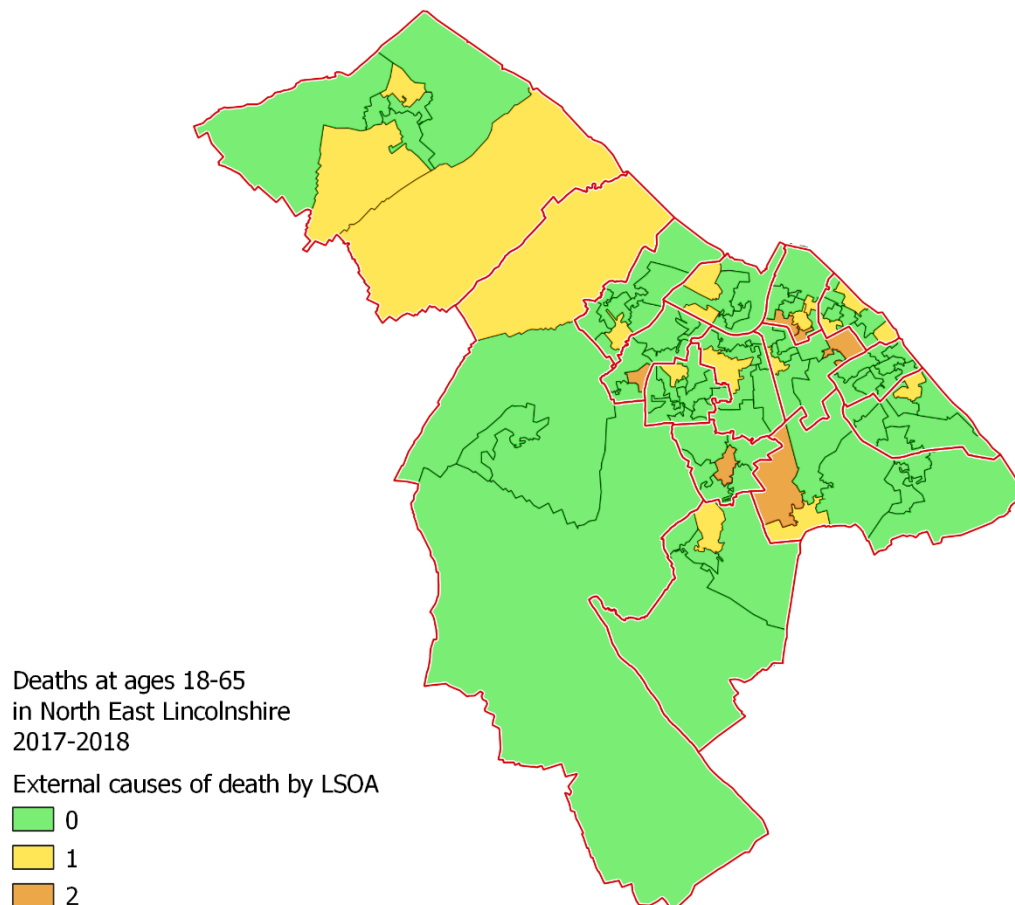 Deaths at ages 18-65
in North East Lincolnshire
2017-2018
External causes of death by LSOA
0
1
2